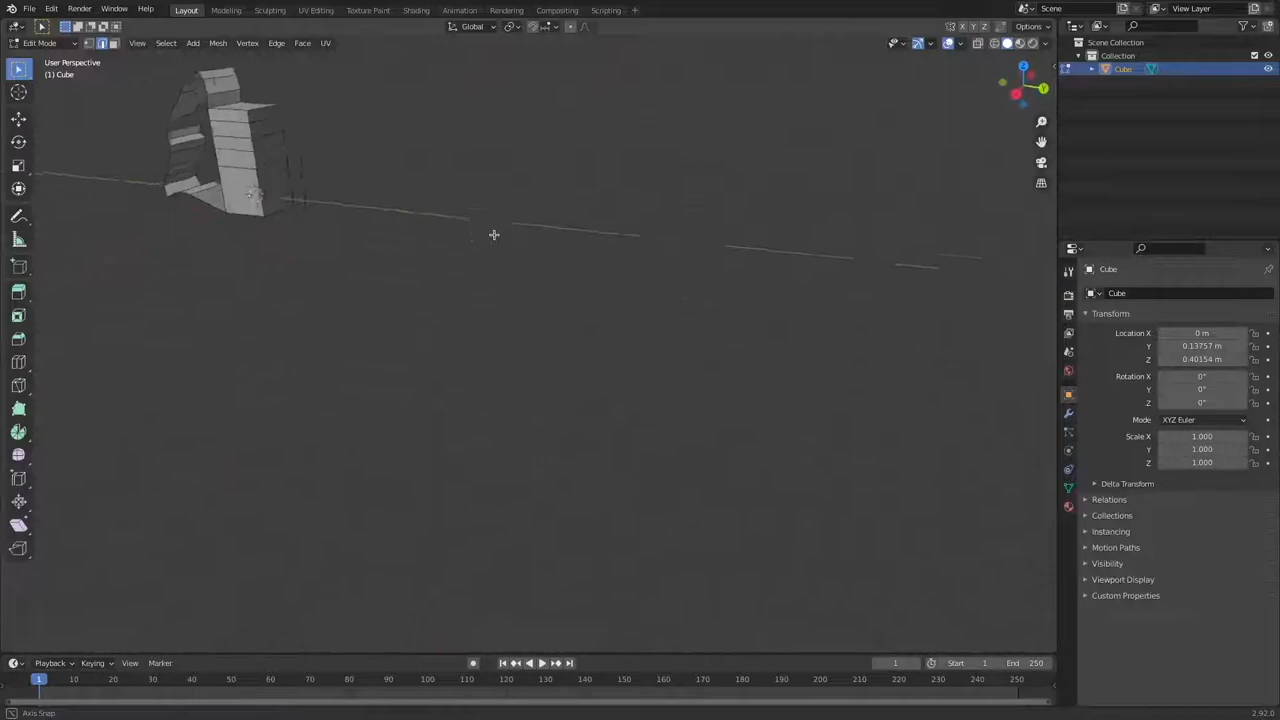 File Edit Render Window Help Layout Modeling Sculpting UV Editing Texture Paint Shading Animation Rendering Compositing Scripting + Scene View Layer
Global Options
Edit Mode View Select Add Mesh Vertex Edge Face UV
Scene Collection
Collection
Cube
User Perspective
(1) Cube
Z
Y
Cube
Cube
Transform
Location X 0 m
Y 0.13757 m
Z 0.40154 m
Rotation X 0°
Y 0°
Z 0°
Mode XYZ Euler
Scale X 1.000
Y 1.000
Z 1.000
Delta Transform
Relations
Collections
Instancing
Motion Paths
Visibility
Viewport Display
Custom Properties
Playback Keying View Marker 1 Start 1 End 250
1 10 20 30 40 50 60 70 80 90 100 110 120 130 140 150 160 170 180 190 200 210 220 230 240 250
Axis Snap 2.92.0